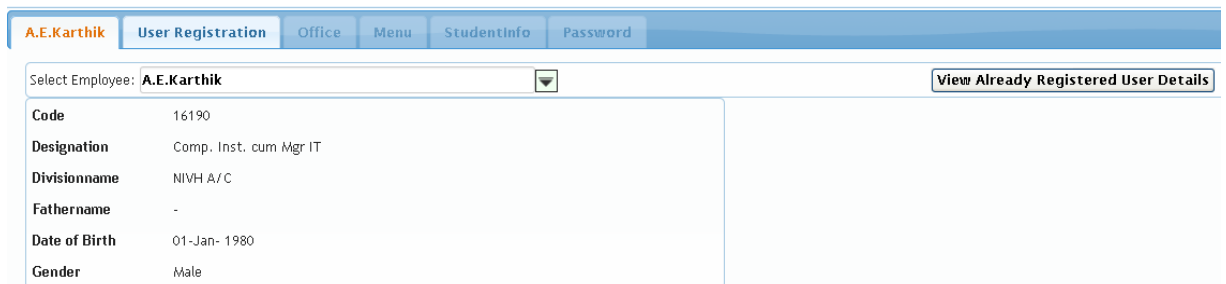 A.E.Karthik User Registration Office Menu StudentInfo Password
Select Employee: A.E.Karthik View Already Registered User Details
Code 16190
Designation Comp. Inst. cum Mgr IT
Divisionname NIVH A/C
Fathername -
Date of Birth 01-Jan- 1980
Gender Male